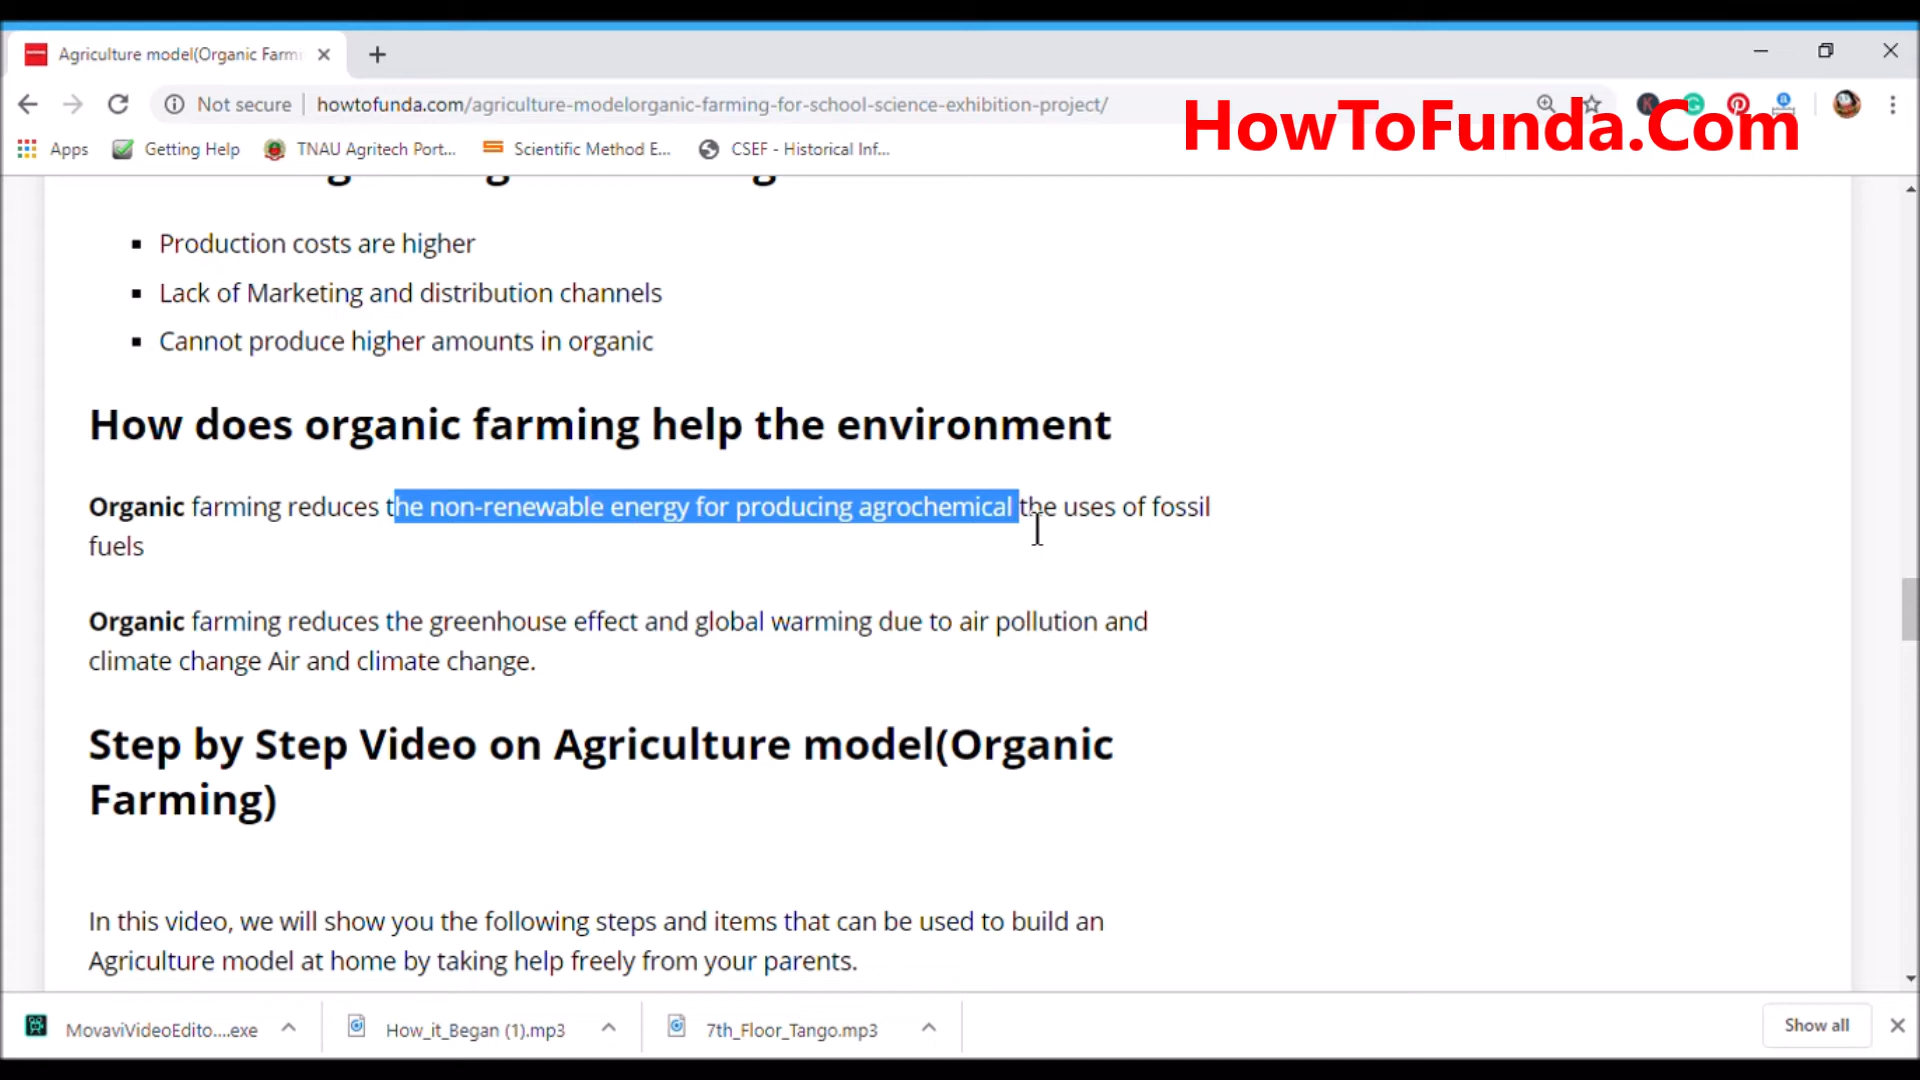 Agriculture model(Organic Farmi
Not secure howtofunda.com/agriculture-modelorganic-farming-for-school-science-exhibition-project/
HowToFunda.Com
Apps Getting Help TNAU Agritech Port... Scientific Method E... CSEF - Historical Inf...
Production costs are higher
Lack of Marketing and distribution channels
Cannot produce higher amounts in organic
How does organic farming help the environment
Organic farming reduces the non-renewable energy for producing agrochemical the uses of fossil
fuels
Organic farming reduces the greenhouse effect and global warming due to air pollution and
climate change Air and climate change.
Step by Step Video on Agriculture model(Organic
Farming)
In this video, we will show you the following steps and items that can be used to build an
Agriculture model at home by taking help freely from your parents.
MovaviVideoEdito....exe How_it_Began (1).mp3 7th_Floor_Tango.mp3 Show all